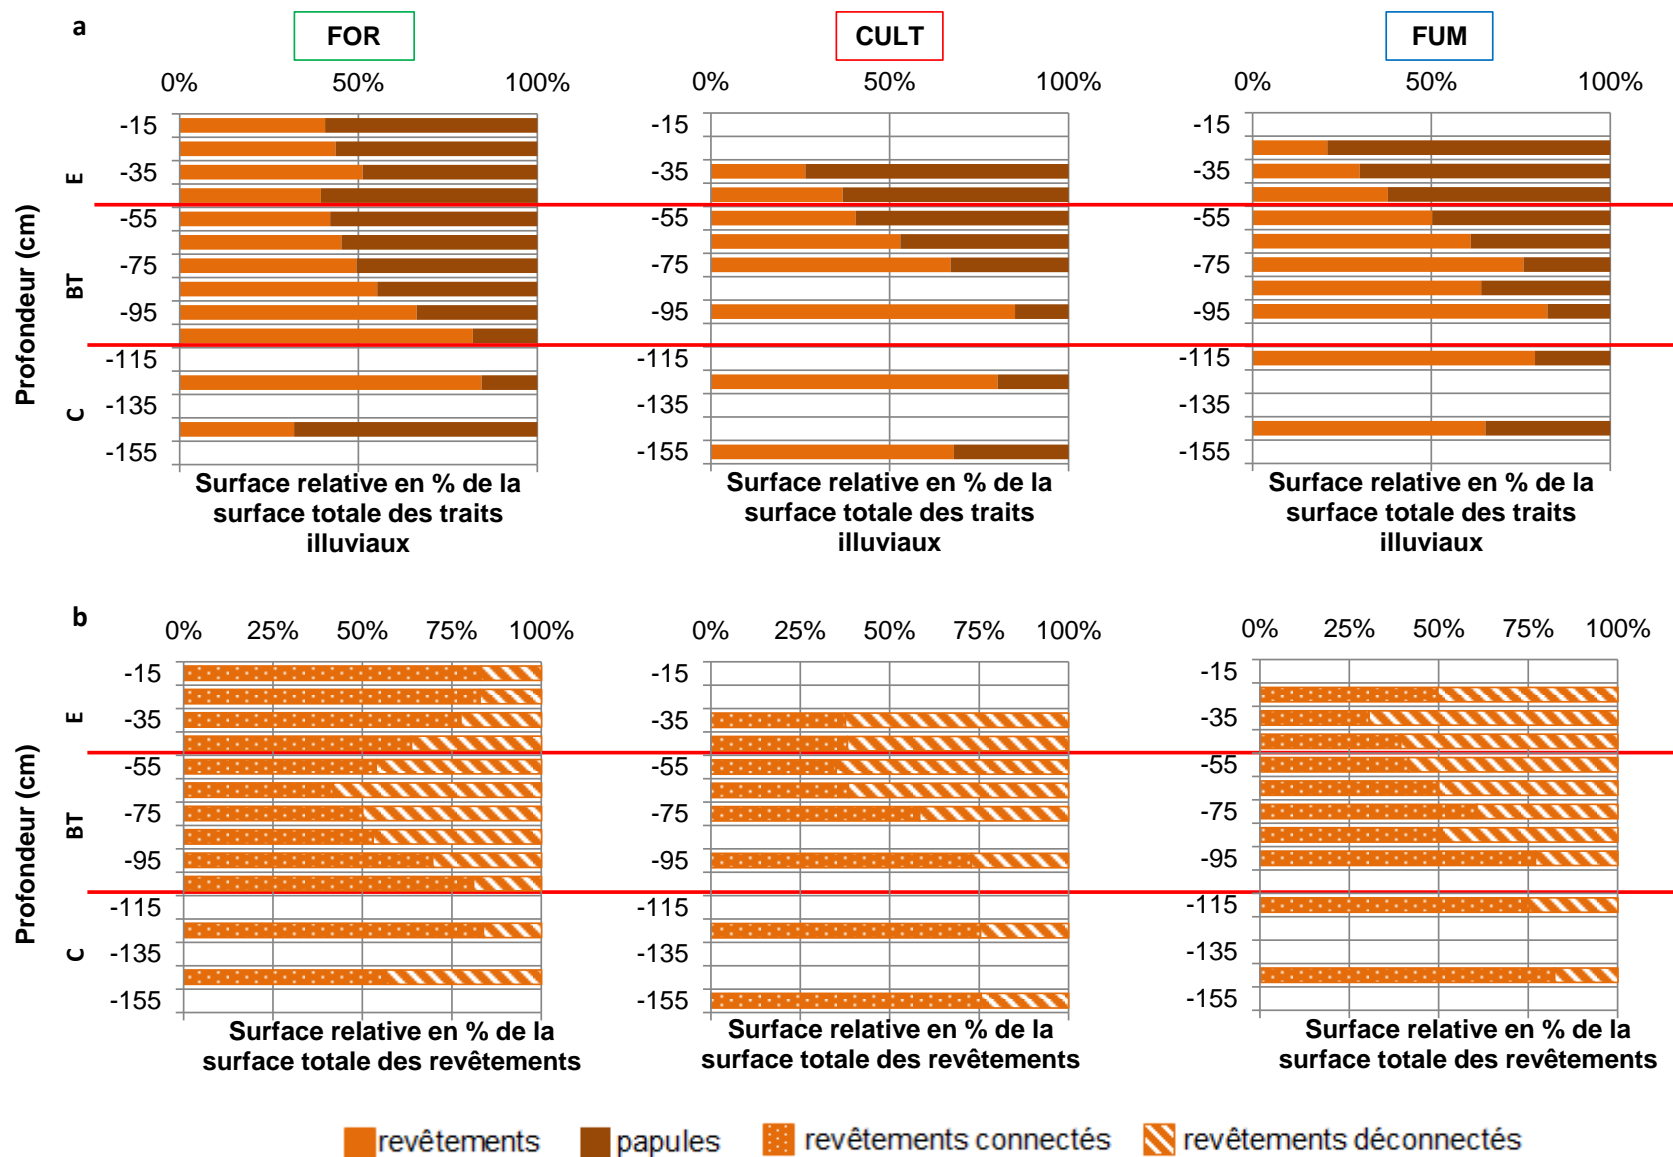 a
FOR
CULT
FUM
0% 50% 100%
0% 50% 100%
0% 50% 100%
Profondeur (cm)
E
BT
C
-15
-35
-55
-75
-95
-115
-135
-155
-15
-35
-55
-75
-95
-115
-135
-155
-15
-35
-55
-75
-95
-115
-135
-155
Surface relative en % de la
surface totale des traits
illuviaux
Surface relative en % de la
surface totale des traits
illuviaux
Surface relative en % de la
surface totale des traits
illuviaux
b
0% 25% 50% 75% 100%
0% 25% 50% 75% 100%
0% 25% 50% 75% 100%
Profondeur (cm)
E
BT
C
-15
-35
-55
-75
-95
-115
-135
-155
-15
-35
-55
-75
-95
-115
-135
-155
-15
-35
-55
-75
-95
-115
-135
-155
Surface relative en % de la
surface totale des revêtements
Surface relative en % de la
surface totale des revêtements
Surface relative en % de la
surface totale des revêtements
revêtements papules revêtements connectés revêtements déconnectés